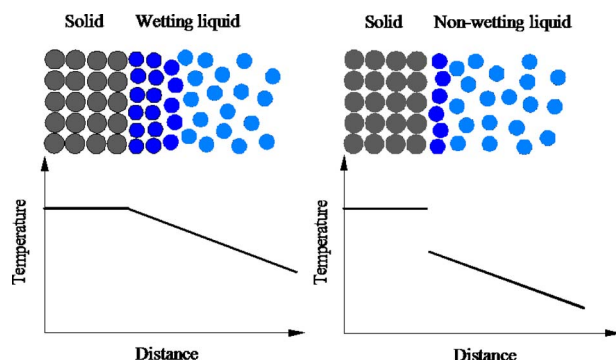 Solid Wetting liquid
Solid Non-wetting liquid
Temperature
Distance
Temperature
Distance